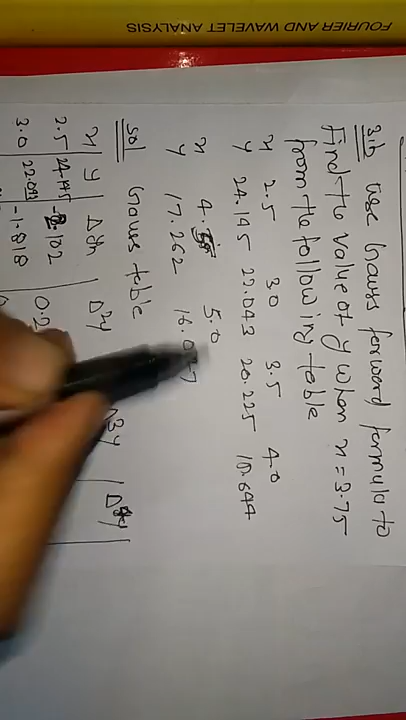 FOURIER AND WAVELET ANALYSIS
3.b Use Gauss forward formula to
Find the value of y when x = 3.75
from the following table
x 2.5 3.0 3.5 4.0
y 24.145 22.043 20.225 18.644
x 4.5 5.0
y 17.262 16.047
sol Gauss table
x | y | Δy | Δ²y | Δ³y | Δ⁴y
2.5 24.145 -2.102
3.0 22.043 -1.818